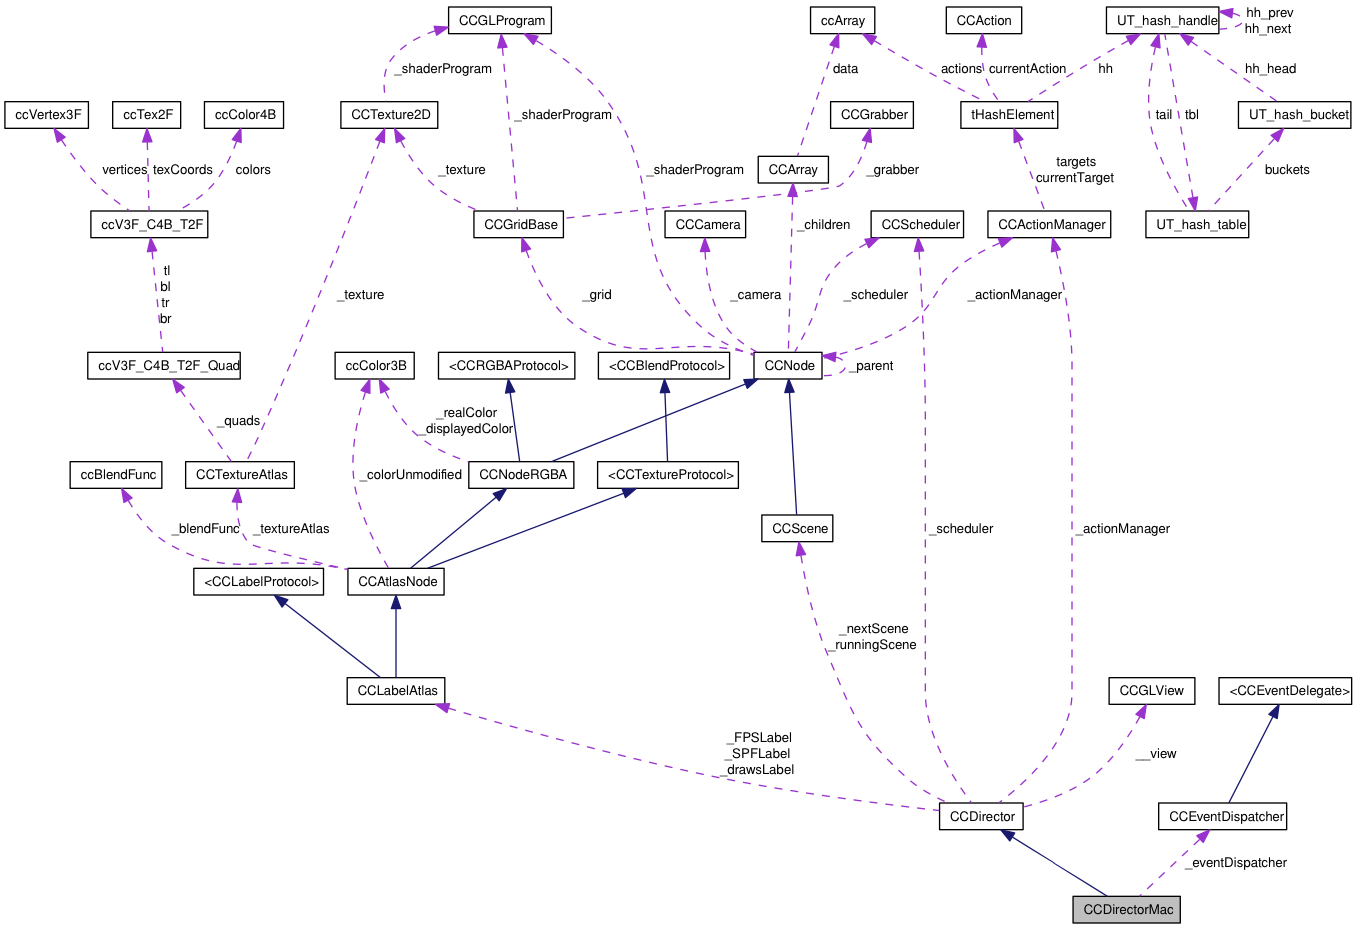 CCGLProgram
ccArray
CCAction
UT_hash_handle
hh_prev
hh_next
_shaderProgram
data
actions
currentAction
hh
hh_head
ccVertex3F
ccTex2F
ccColor4B
CCTexture2D
_shaderProgram
CCGrabber
tHashElement
tail
tbl
UT_hash_bucket
vertices
texCoords
colors
_texture
_shaderProgram
CCArray
_grabber
targets
currentTarget
buckets
ccV3F_C4B_T2F
CCGridBase
CCCamera
_children
CCScheduler
CCActionManager
UT_hash_table
tl
bl
tr
br
_texture
_grid
_camera
_scheduler
_actionManager
ccV3F_C4B_T2F_Quad
ccColor3B
<CCRGBAProtocol>
<CCBlendProtocol>
CCNode
_parent
_quads
_realColor
_displayedColor
ccBlendFunc
CCTextureAtlas
_colorUnmodified
CCNodeRGBA
<CCTextureProtocol>
_blendFunc
_textureAtlas
CCScene
_scheduler
_actionManager
<CCLabelProtocol>
CCAtlasNode
_nextScene
_runningScene
CCLabelAtlas
CCGLView
<CCEventDelegate>
_FPSLabel
_SPFLabel
_drawsLabel
__view
CCDirector
CCEventDispatcher
_eventDispatcher
CCDirectorMac